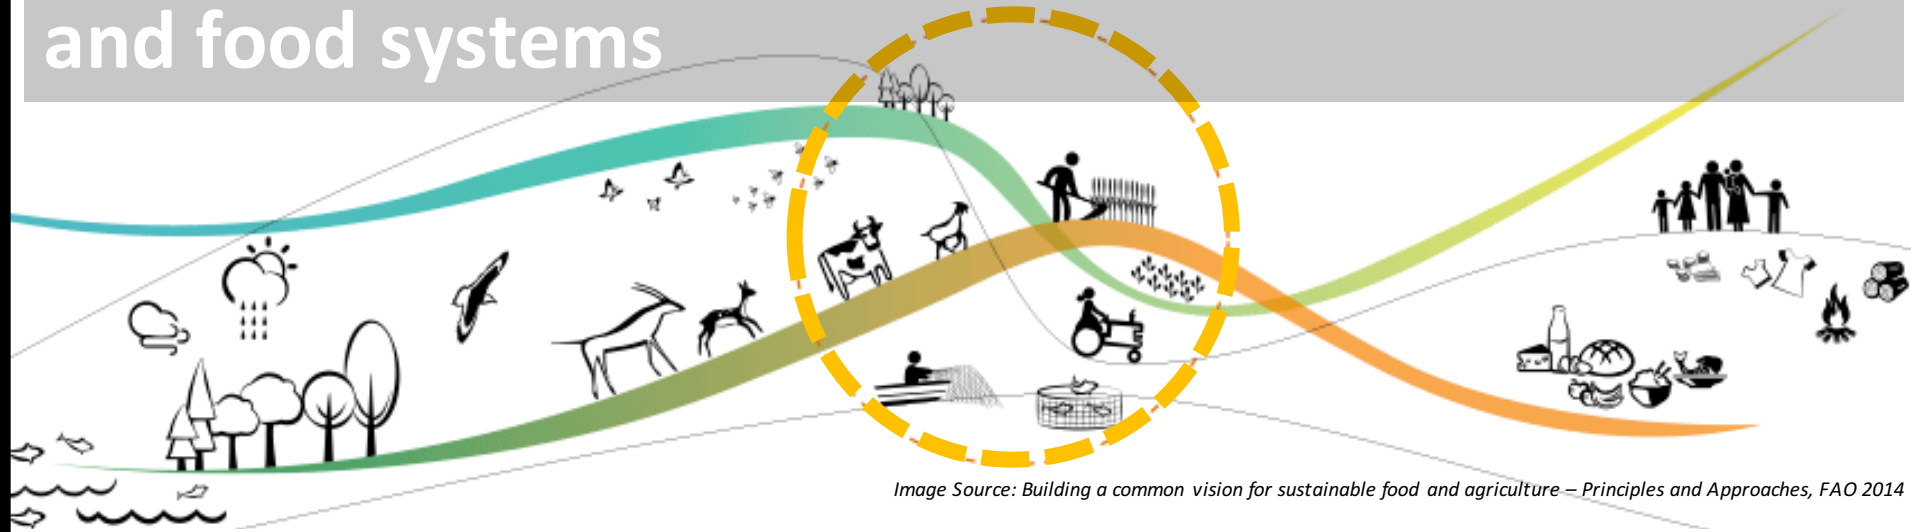 and food systems
Image Source: Building a common vision for sustainable food and agriculture – Principles and Approaches, FAO 2014